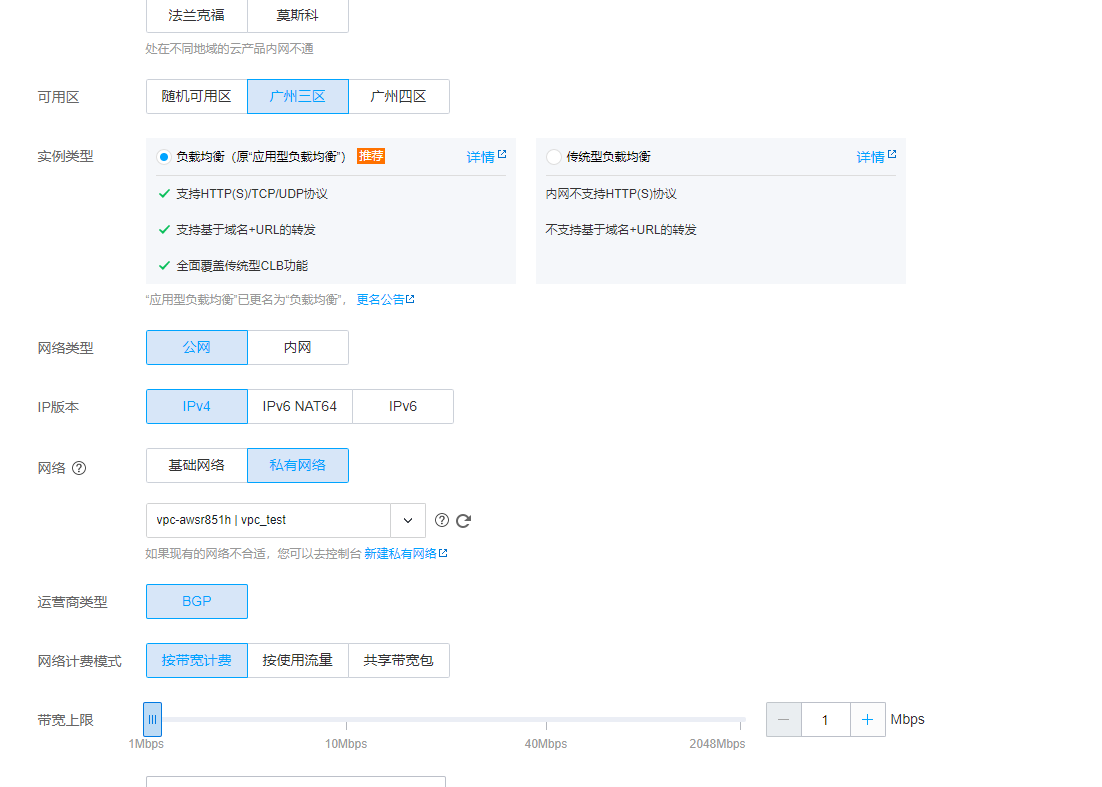 法兰克福 莫斯科
处在不同地域的云产品内网不通
可用区 随机可用区 广州三区 广州四区
实例类型 负载均衡（原“应用型负载均衡”） 推荐 详情 传统型负载均衡 详情
支持HTTP(S)/TCP/UDP协议 内网不支持HTTP(S)协议
支持基于域名+URL的转发 不支持基于域名+URL的转发
全面覆盖传统型CLB功能
“应用型负载均衡”已更名为“负载均衡”， 更名公告
网络类型 公网 内网
IP版本 IPv4 IPv6 NAT64 IPv6
网络 ? 基础网络 私有网络
vpc-awsr851h | vpc_test ?
如果现有的网络不合适，您可以去控制台 新建私有网络
运营商类型 BGP
网络计费模式 按带宽计费 按使用流量 共享带宽包
带宽上限 1 Mbps
1Mbps 10Mbps 40Mbps 2048Mbps